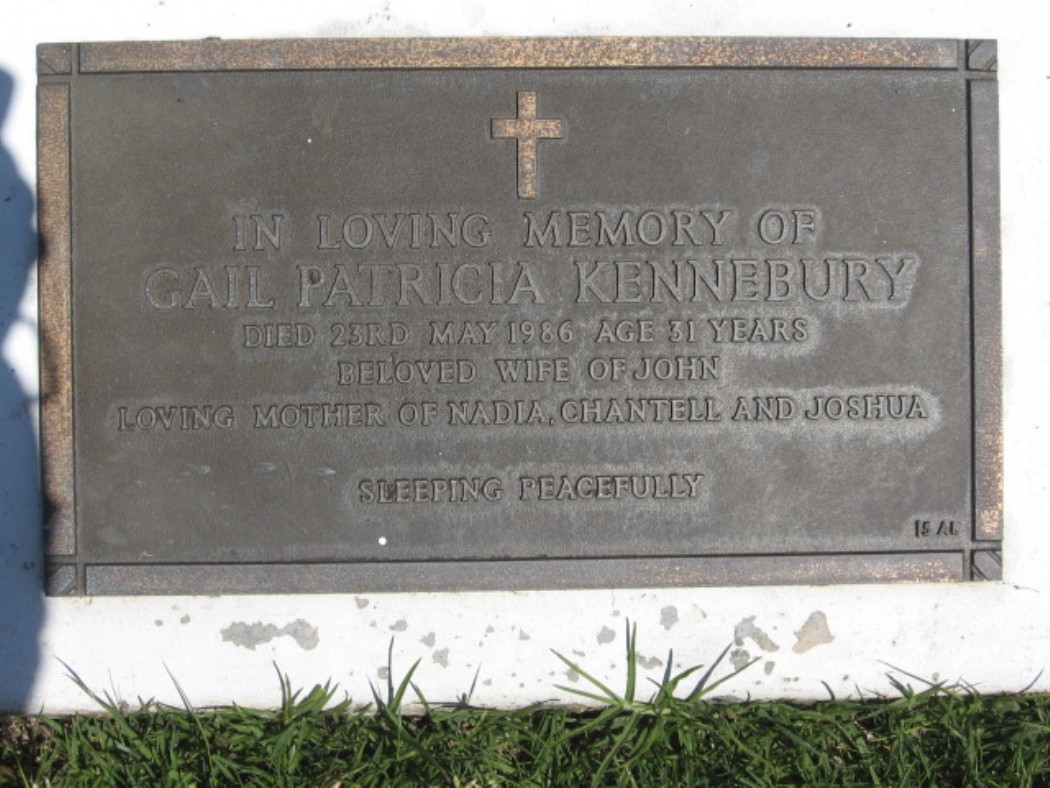 IN LOVING MEMORY OF
GAIL PATRICIA KENNEBURY
DIED 23RD MAY 1986 AGE 31 YEARS
BELOVED WIFE OF JOHN
LOVING MOTHER OF NADIA, CHANTELL AND JOSHUA
SLEEPING PEACEFULLY
15 AL